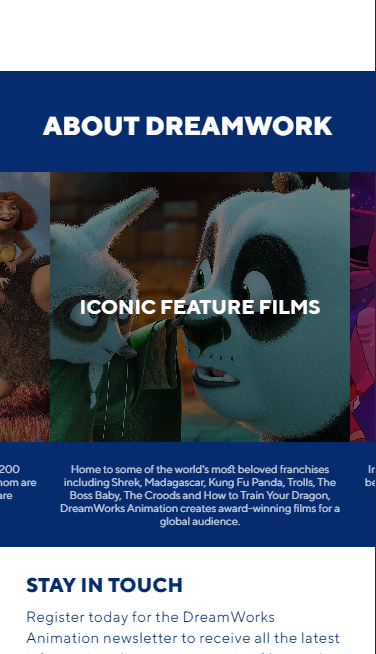 ABOUT DREAMWORK
ICONIC FEATURE FILMS
200
nom are
are
Home to some of the world's most beloved franchises
including Shrek, Madagascar, Kung Fu Panda, Trolls, The
Boss Baby, The Croods and How to Train Your Dragon,
DreamWorks Animation creates award-winning films for a
global audience.
STAY IN TOUCH
Register today for the DreamWorks
Animation newsletter to receive all the latest